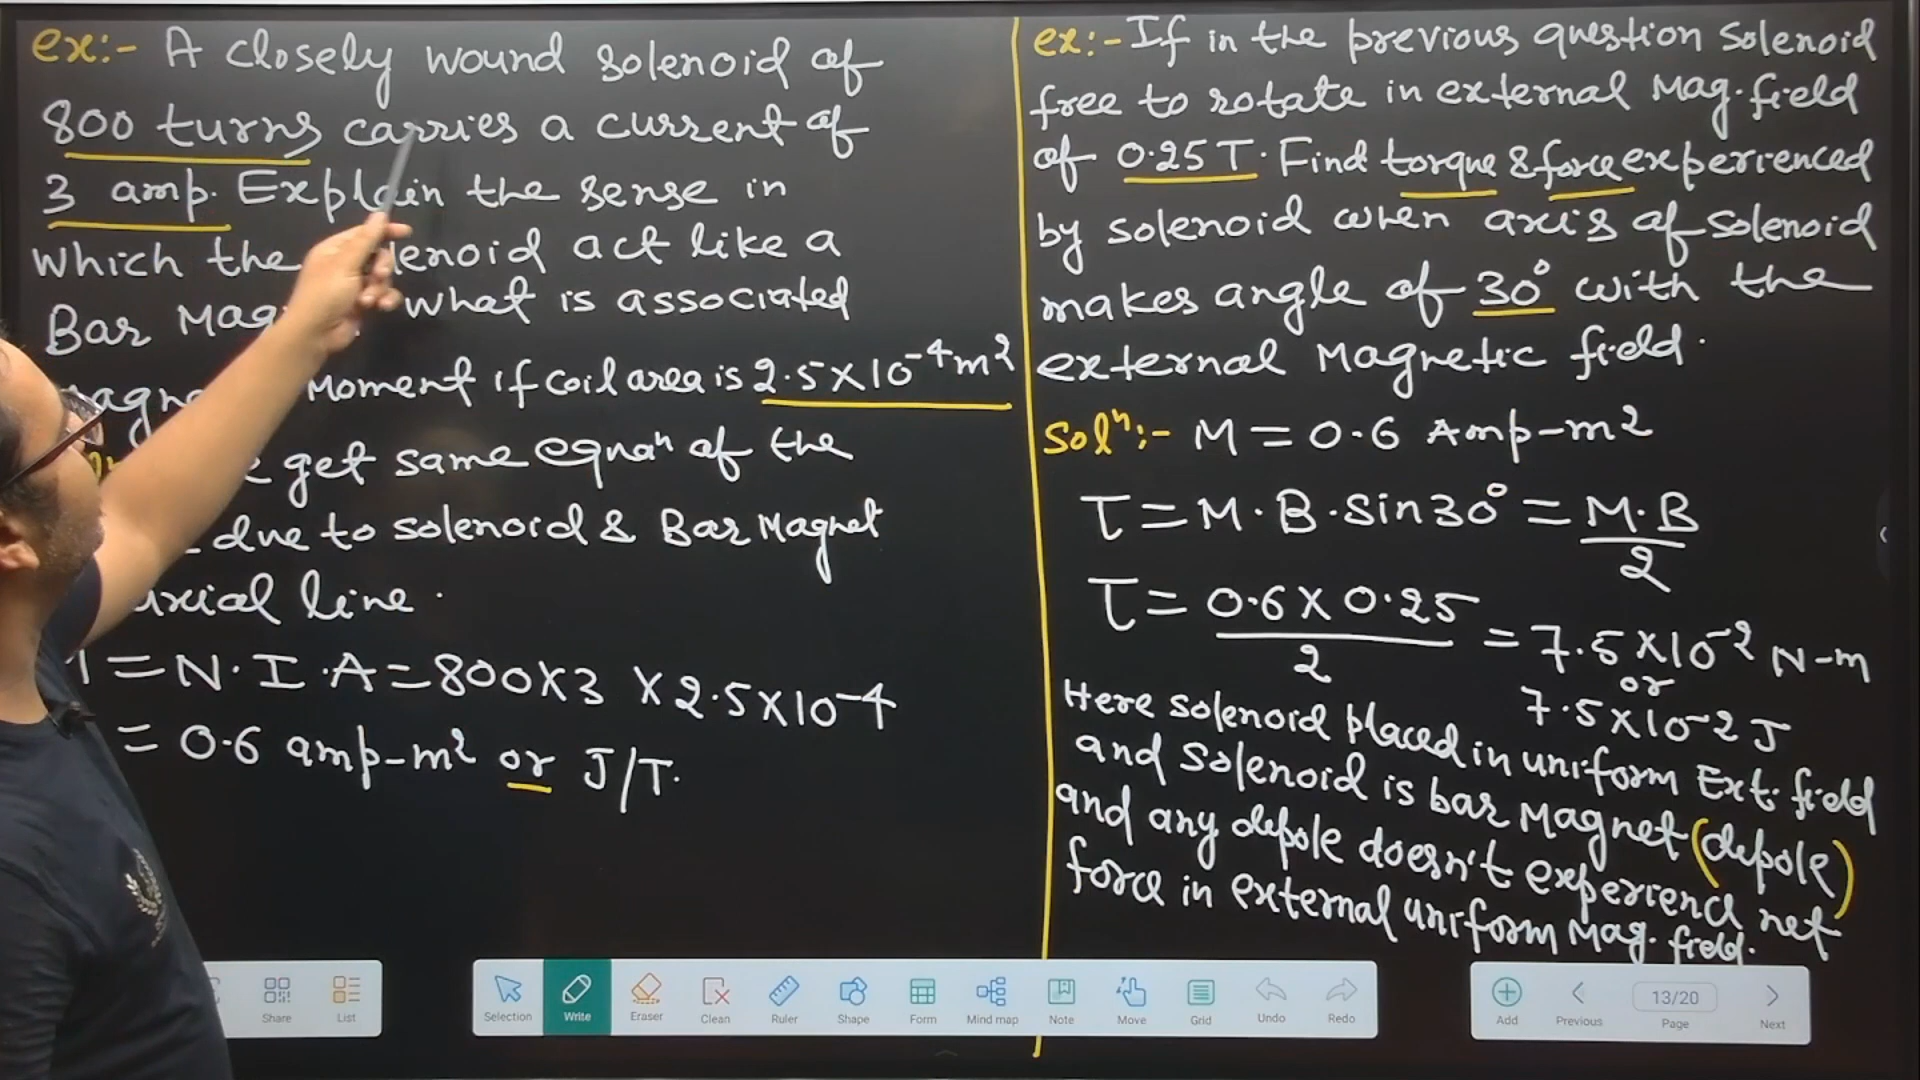 ex:- A closely wound solenoid of
800 turns carries a current of
3 amp. Explain the sense in
which the lenoid act like a
Bar Mag what is associated
agne Moment if coil area is 2.5×10⁻⁴m²
get same equaⁿ of the
due to solenoid & Bar Magnet
axial line.
= N.I.A = 800×3 ×2.5×10-4
= 0.6 amp-m² or J/T.
ex:- If in the previous question solenoid
free to rotate in external Mag. field
of 0.25T. Find torque & force experienced
by solenoid when axis of solenoid
makes angle of 30° with the
external Magnetic field.
Solⁿ:- M = 0.6 Amp-m²
τ = M.B.Sin30° = M.B/2
τ = 0.6×0.25/2 = 7.5×10⁻² N-m
or
7.5×10-2 J
Here solenoid placed in uniform Ext. field
and solenoid is bar Magnet (depole)
and any depole doesn't experienct net
force in external uniform Mag. field.
Share
List
Selection
Write
Eraser
Clean
Ruler
Shape
Form
Mind map
Note
Move
Grid
Undo
Redo
Add
Previous
13/20
Page
Next